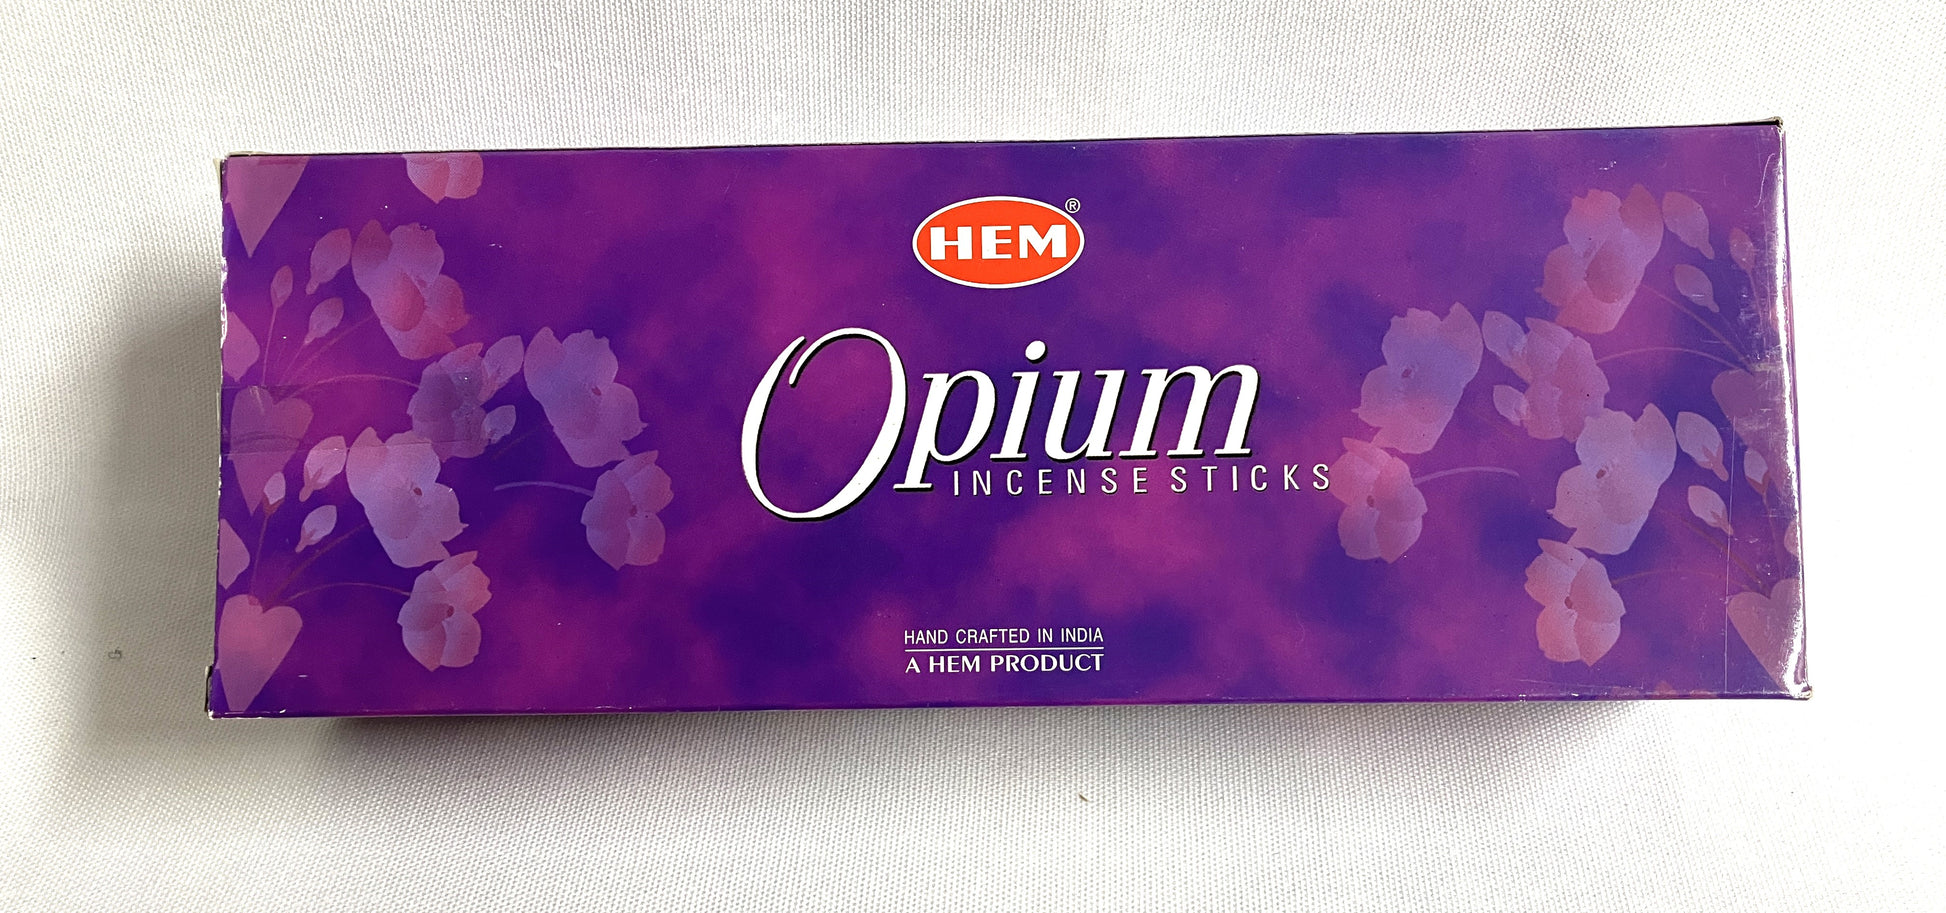 HEM®
Opium
INCENSE STICKS
HAND CRAFTED IN INDIA
A HEM PRODUCT